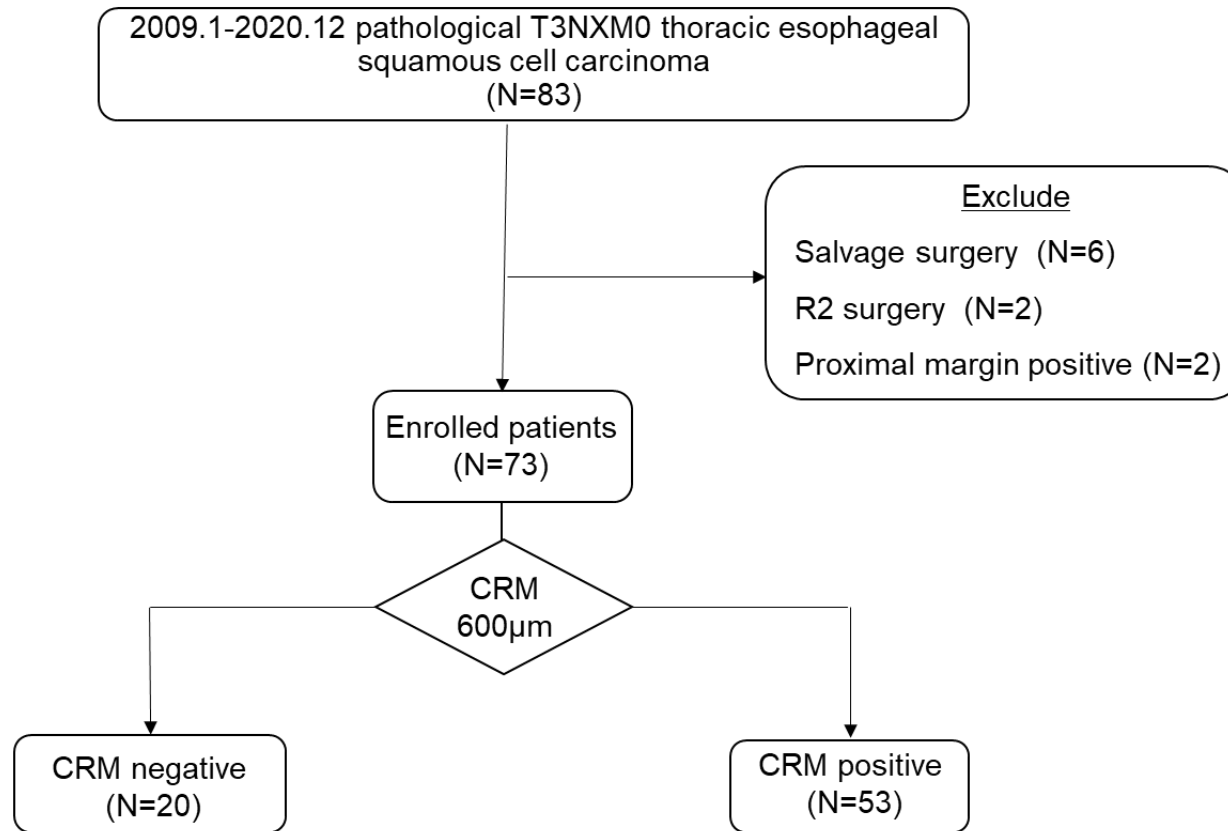 2009.1-2020.12 pathological T3NXM0 thoracic esophageal
squamous cell carcinoma
(N=83)
Exclude
Salvage surgery (N=6)
R2 surgery (N=2)
Proximal margin positive (N=2)
Enrolled patients
(N=73)
CRM
600μm
CRM negative
(N=20)
CRM positive
(N=53)